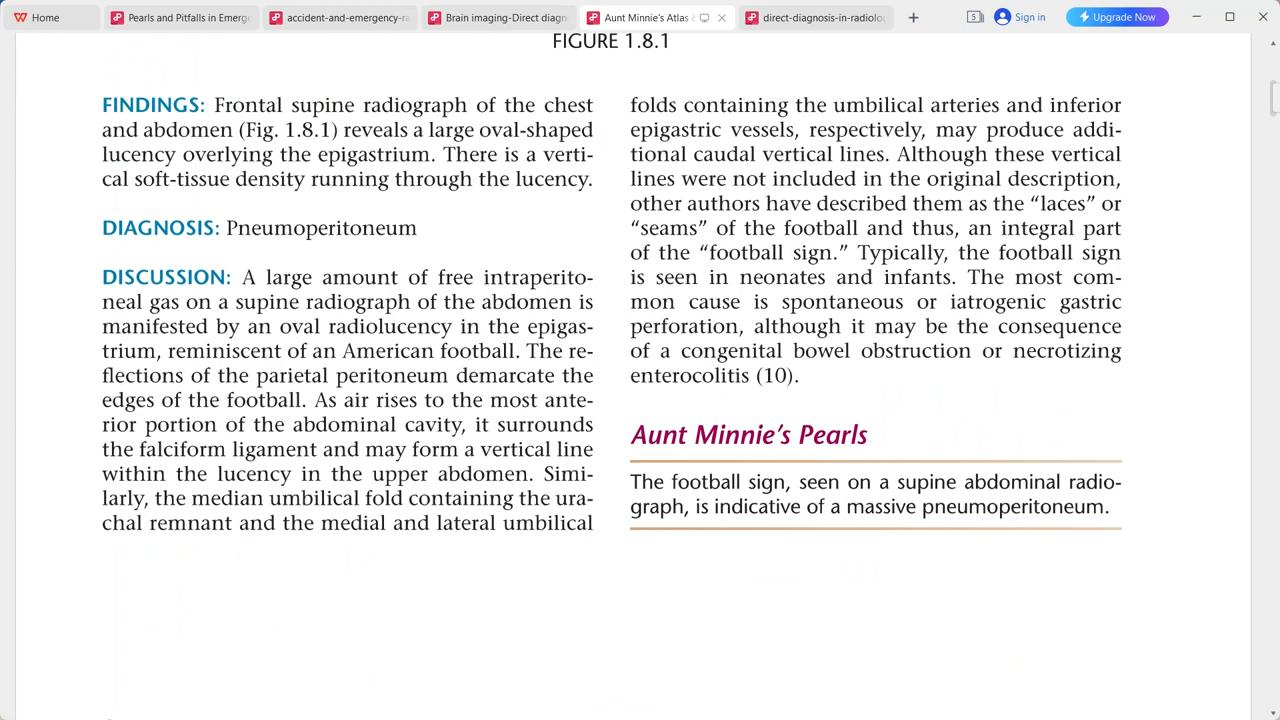 Home
Pearls and Pitfalls in Emerg
accident-and-emergency-ra
Brain imaging-Direct diagn
Aunt Minnie's Atlas &
direct-diagnosis-in-radiolo
5
Sign in
Upgrade Now
FIGURE 1.8.1
FINDINGS: Frontal supine radiograph of the chest
and abdomen (Fig. 1.8.1) reveals a large oval-shaped
lucency overlying the epigastrium. There is a verti-
cal soft-tissue density running through the lucency.
DIAGNOSIS: Pneumoperitoneum
DISCUSSION: A large amount of free intraperito-
neal gas on a supine radiograph of the abdomen is
manifested by an oval radiolucency in the epigas-
trium, reminiscent of an American football. The re-
flections of the parietal peritoneum demarcate the
edges of the football. As air rises to the most ante-
rior portion of the abdominal cavity, it surrounds
the falciform ligament and may form a vertical line
within the lucency in the upper abdomen. Simi-
larly, the median umbilical fold containing the ura-
chal remnant and the medial and lateral umbilical
folds containing the umbilical arteries and inferior
epigastric vessels, respectively, may produce addi-
tional caudal vertical lines. Although these vertical
lines were not included in the original description,
other authors have described them as the “laces” or
“seams” of the football and thus, an integral part
of the “football sign.” Typically, the football sign
is seen in neonates and infants. The most com-
mon cause is spontaneous or iatrogenic gastric
perforation, although it may be the consequence
of a congenital bowel obstruction or necrotizing
enterocolitis (10).
Aunt Minnie’s Pearls
The football sign, seen on a supine abdominal radio-
graph, is indicative of a massive pneumoperitoneum.